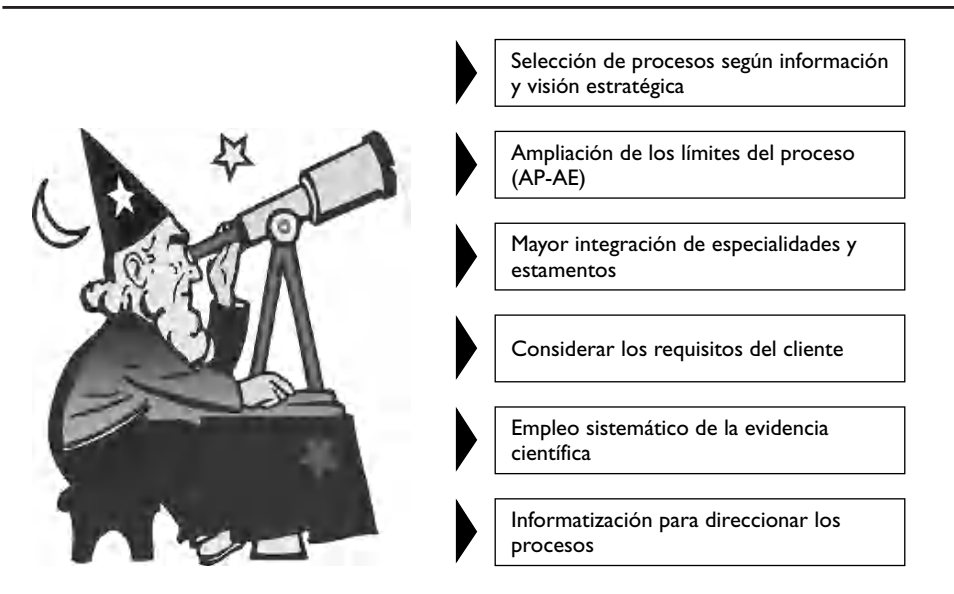 Selección de procesos según información
y visión estratégica
Ampliación de los límites del proceso
(AP-AE)
Mayor integración de especialidades y
estamentos
Considerar los requisitos del cliente
Empleo sistemático de la evidencia
científica
Informatización para direccionar los
procesos